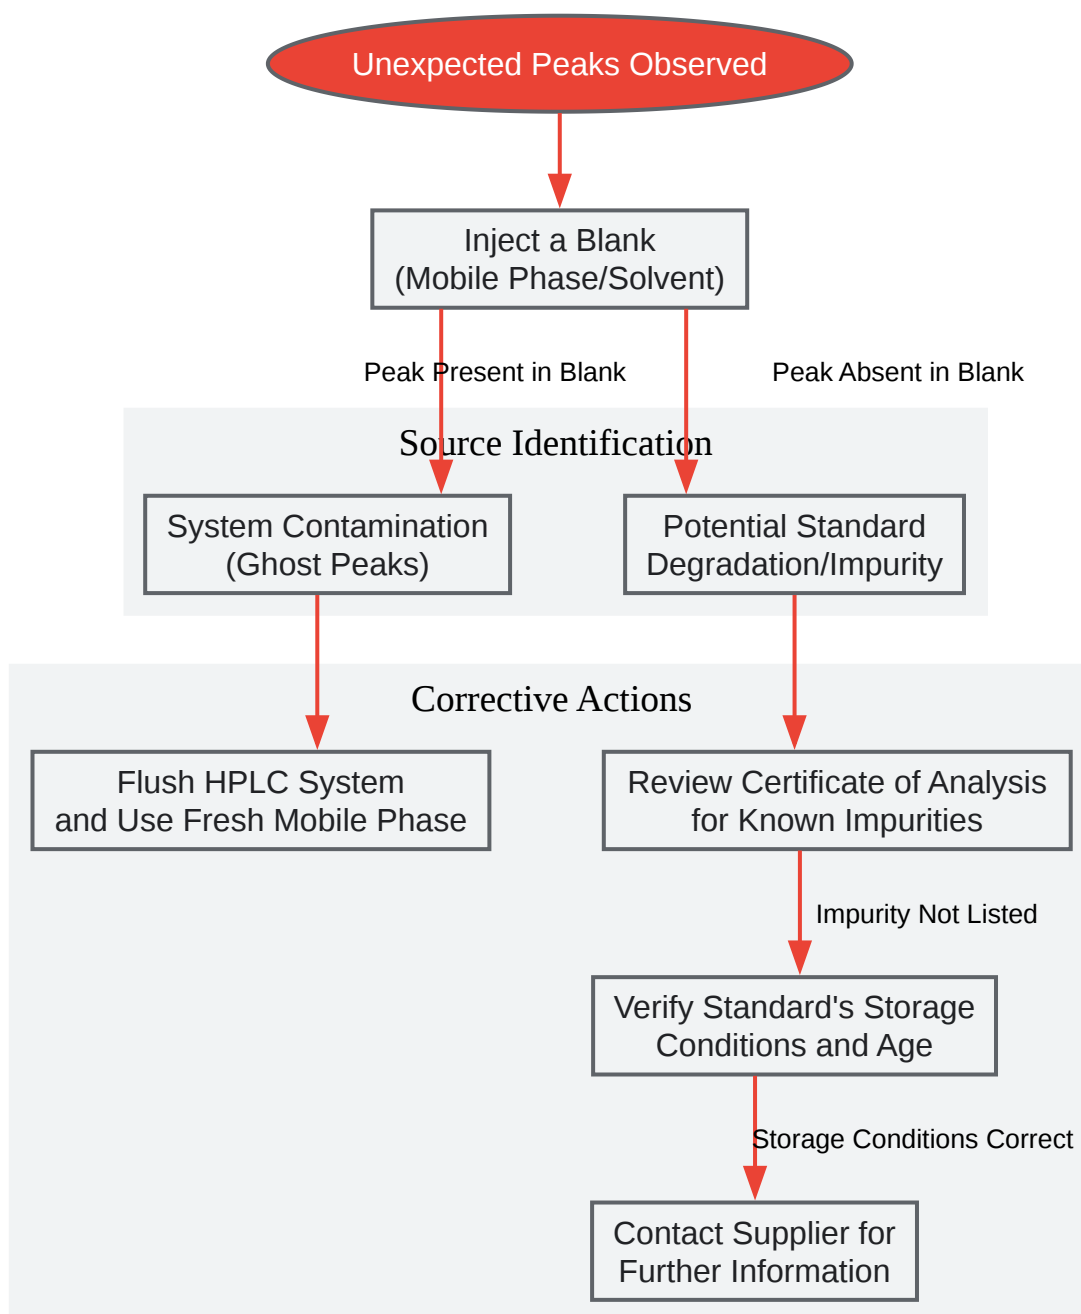 Unexpected Peaks Observed
Inject a Blank
(Mobile Phase/Solvent)
Peak Present in Blank
Peak Absent in Blank
Source Identification
System Contamination
(Ghost Peaks)
Potential Standard
Degradation/Impurity
Corrective Actions
Flush HPLC System
and Use Fresh Mobile Phase
Review Certificate of Analysis
for Known Impurities
Impurity Not Listed
Verify Standard's Storage
Conditions and Age
Storage Conditions Correct
Contact Supplier for
Further Information